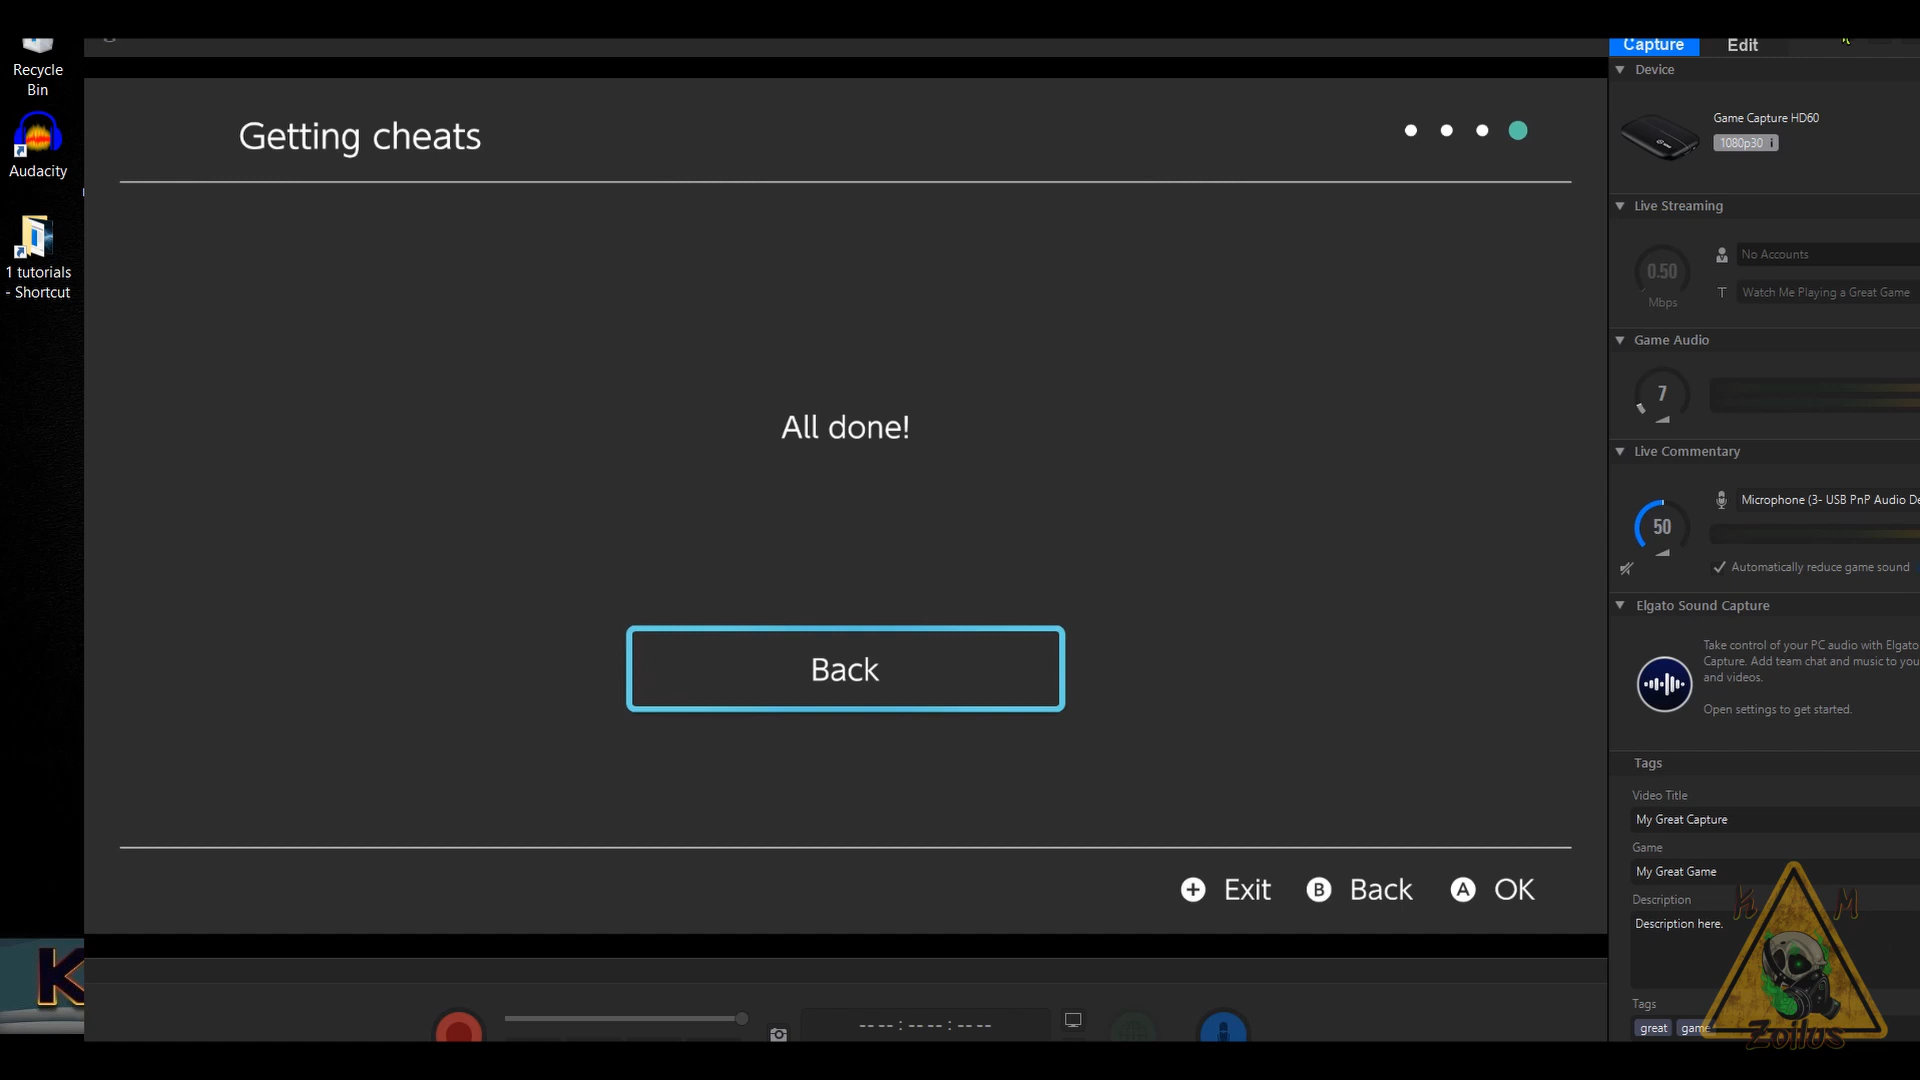 Recycle
Bin
Audacity
1 tutorials
- Shortcut
K
Getting cheats
All done!
Back
Exit
B Back
A OK
-- -- : -- -- : -- --
Capture Edit
Device
Game Capture HD60
1080p30 i
Live Streaming
0.50
Mbps
No Accounts
T Watch Me Playing a Great Game
Game Audio
7
Live Commentary
50
Microphone (3- USB PnP Audio De
Automatically reduce game sound
Elgato Sound Capture
Take control of your PC audio with Elgato
Capture. Add team chat and music to you
and videos.
Open settings to get started.
Tags
Video Title
My Great Capture
Game
My Great Game
Description
Description here.
Tags
great game
K M
Zoilus